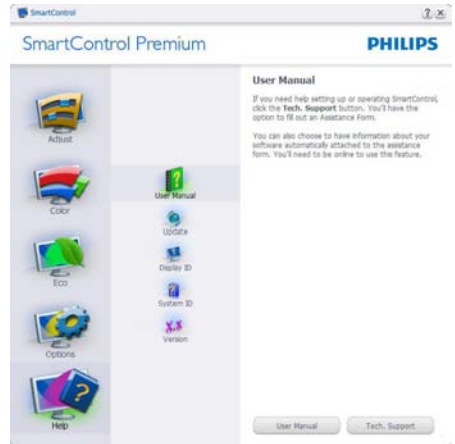 SmartControl
? X
SmartControl Premium
PHILIPS
Adjust
Color
Eco
Options
Help
User Manual
Update
Display ID
System ID
X.X
Version
User Manual
If you need help setting up or operating SmartControl,
click the Tech. Support button. You'll have the
option to fill out an Assistance Form.
You can also choose to have information about your
software automatically attached to the assistance
form. You'll need to be online to use the feature.
User Manual
Tech. Support